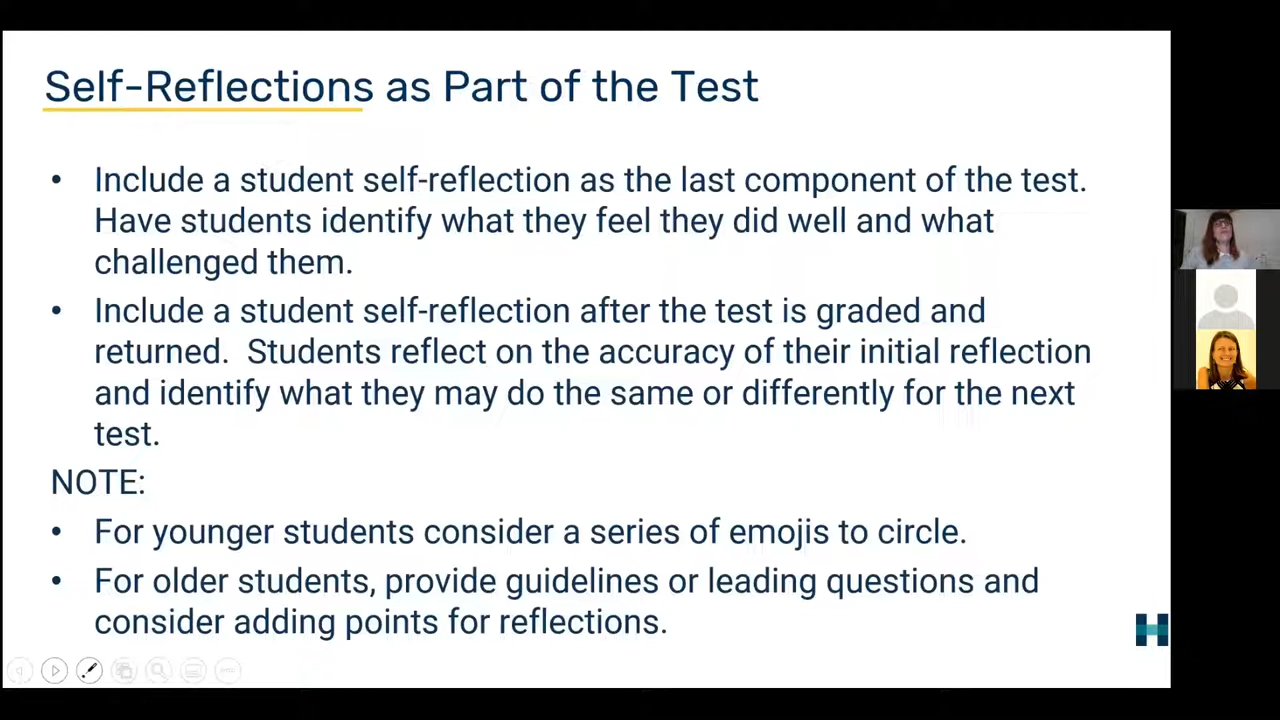 Self-Reflections as Part of the Test
• Include a student self-reflection as the last component of the test.
Have students identify what they feel they did well and what
challenged them.
• Include a student self-reflection after the test is graded and
returned.  Students reflect on the accuracy of their initial reflection
and identify what they may do the same or differently for the next
test.
NOTE:
• For younger students consider a series of emojis to circle.
• For older students, provide guidelines or leading questions and
consider adding points for reflections.
H